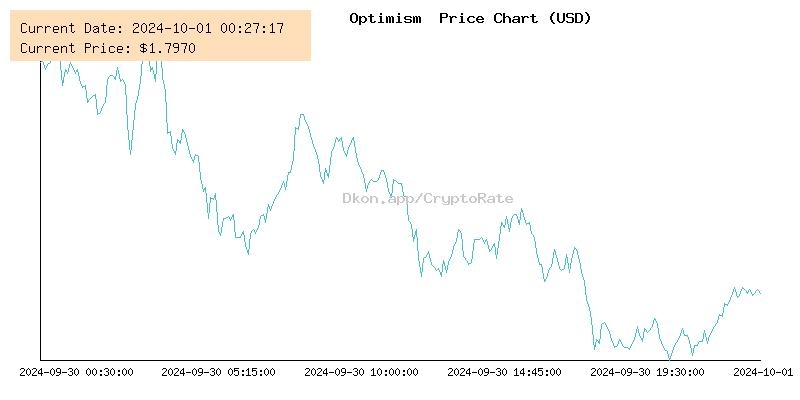 Optimism  Price Chart (USD)
Current Date: 2024-10-01 00:27:17
Current Price: $1.7970
Dkon.app/CryptoRate
2024-09-30 00:30:00 2024-09-30 05:15:00 2024-09-30 10:00:00 2024-09-30 14:45:00 2024-09-30 19:30:00 2024-10-01